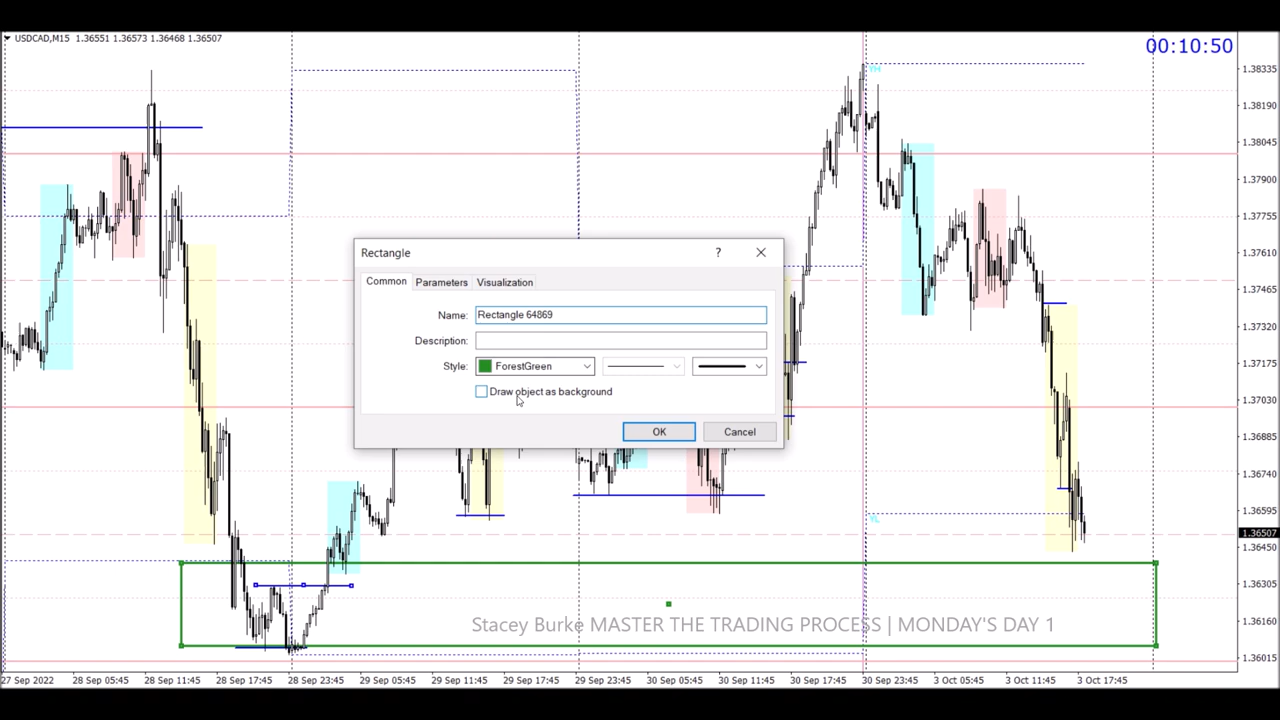 USDCAD,M15 1.36551 1.36573 1.36468 1.36507
00:10:50
YH
1.38335
1.38190
1.38045
1.37900
1.37755
1.37610
1.37465
1.37320
1.37175
1.37030
1.36885
1.36740
1.36595
1.36507
1.36450
1.36305
1.36160
1.36015
Rectangle ?
Common Parameters Visualization
Name: Rectangle 64869
Description:
Style: ForestGreen
Draw object as background
OK Cancel
YL
Stacey Burke MASTER THE TRADING PROCESS | MONDAY'S DAY 1
27 Sep 2022 28 Sep 05:45 28 Sep 11:45 28 Sep 17:45 28 Sep 23:45 29 Sep 05:45 29 Sep 11:45 29 Sep 17:55 29 Sep 23:45 30 Sep 05:45 30 Sep 11:45 30 Sep 17:45 30 Sep 23:45 3 Oct 05:45 3 Oct 11:45 3 Oct 17:45